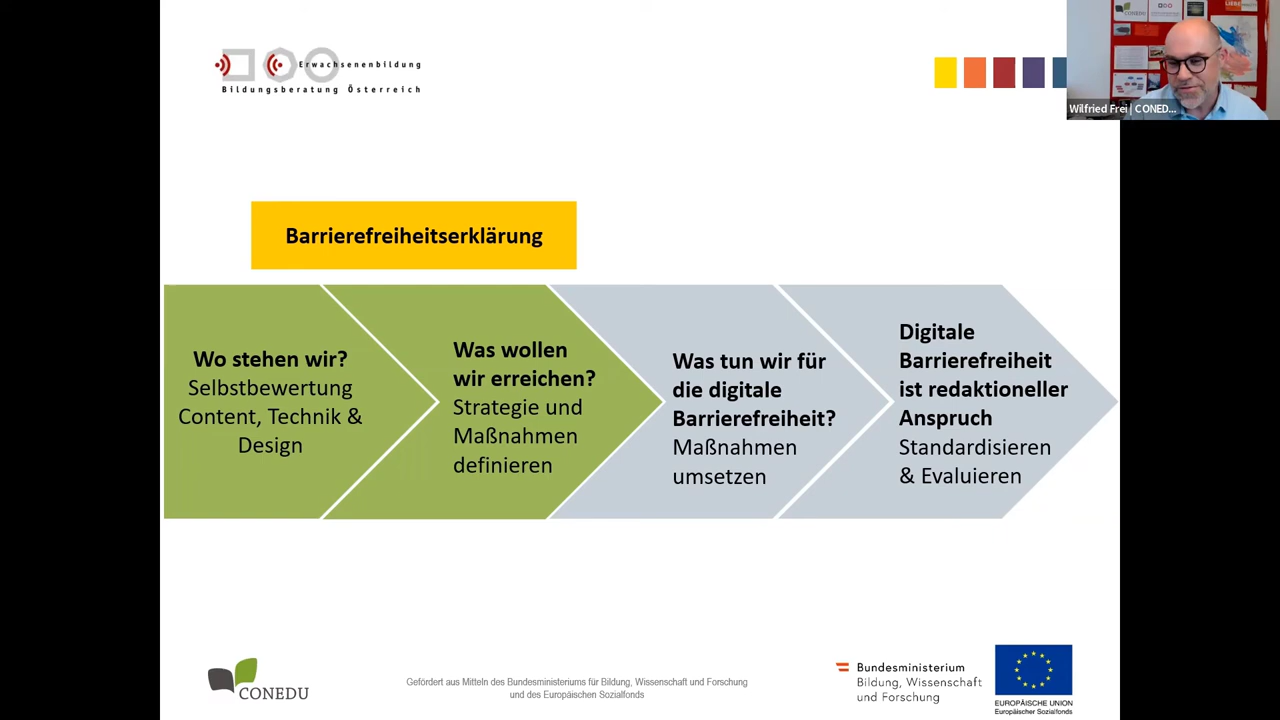 Erwachsenenbildung
Bildungsberatung Österreich
CONEDU
LIEBE
Wilfried Frei | CONED...
Barrierefreiheitserklärung
Wo stehen wir?
Selbstbewertung
Content, Technik &
Design
Was wollen
wir erreichen?
Strategie und
Maßnahmen
definieren
Was tun wir für
die digitale
Barrierefreiheit?
Maßnahmen
umsetzen
Digitale
Barrierefreiheit
ist redaktioneller
Anspruch
Standardisieren
& Evaluieren
CONEDU
Gefördert aus Mitteln des Bundesministeriums für Bildung, Wissenschaft und Forschung
und des Europäischen Sozialfonds
Bundesministerium
Bildung, Wissenschaft
und Forschung
EUROPÄISCHE UNION
Europäischer Sozialfonds